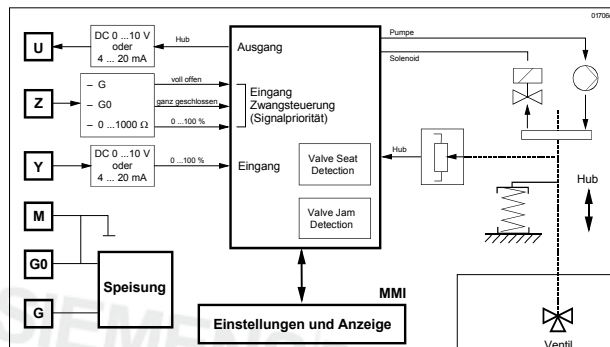 01706
U
DC 0 ...10 V
oder
4 ... 20 mA
Hub
Ausgang
Pumpe
Solenoid
Z
– G
– G0
– 0 ...1000 Ω
voll offen
ganz geschlossen
0 ...100 %
Eingang
Zwangsteuerung
(Signalpriorität)
Y
DC 0 ...10 V
oder
4 ... 20 mA
0 ...100 %
Eingang
Valve Seat
Detection
Valve Jam
Detection
Hub
Hub
M
G0
G
Speisung
MMI
Einstellungen und Anzeige
Ventil
SIEMENS